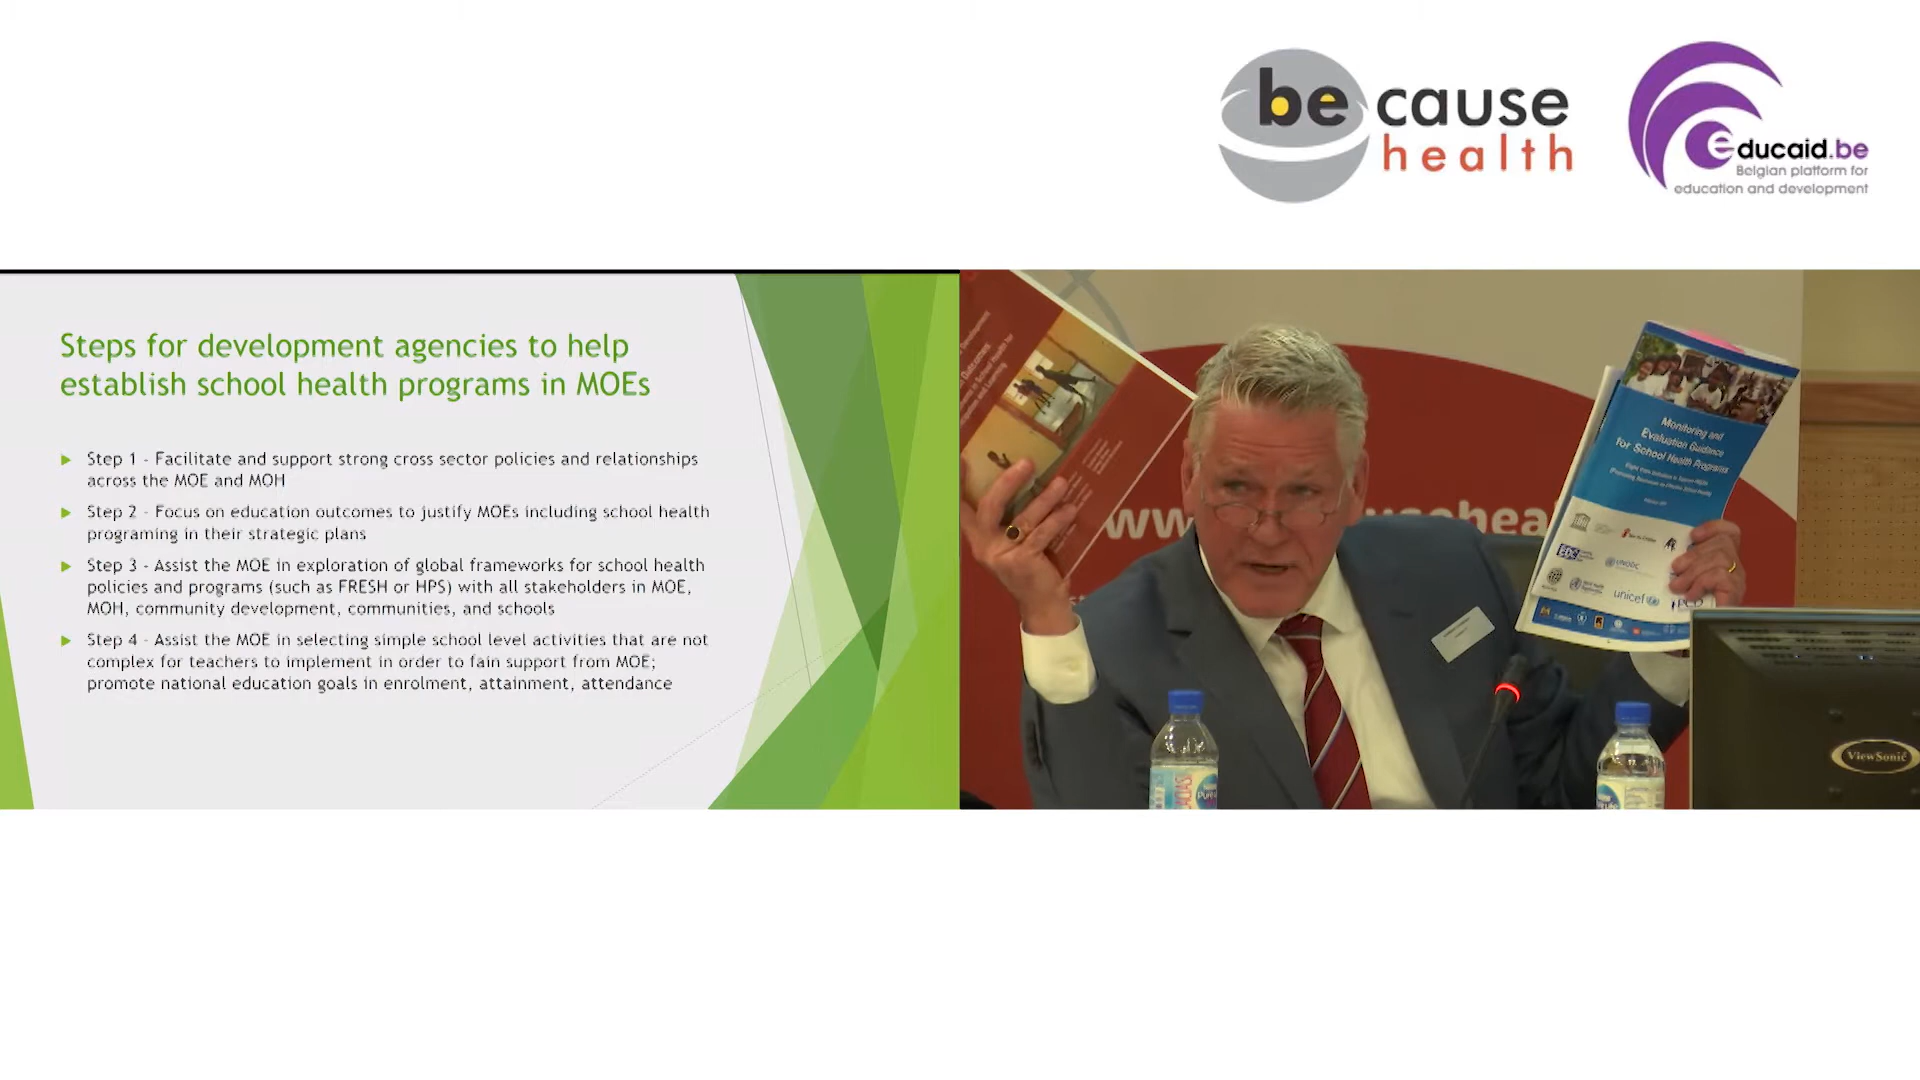 be cause
health
educaid.be
Belgian platform for
education and development
Steps for development agencies to help
establish school health programs in MOEs
Step 1 - Facilitate and support strong cross sector policies and relationships
across the MOE and MOH
Step 2 - Focus on education outcomes to justify MOEs including school health
programing in their strategic plans
Step 3 - Assist the MOE in exploration of global frameworks for school health
policies and programs (such as FRESH or HPS) with all stakeholders in MOE,
MOH, community development, communities, and schools
Step 4 - Assist the MOE in selecting simple school level activities that are not
complex for teachers to implement in order to fain support from MOE;
promote national education goals in enrolment, attainment, attendance
Monitoring and
Evaluation Guidance
for School Health Programs
EDC
UNODC
unicef
PCD
ViewSonic